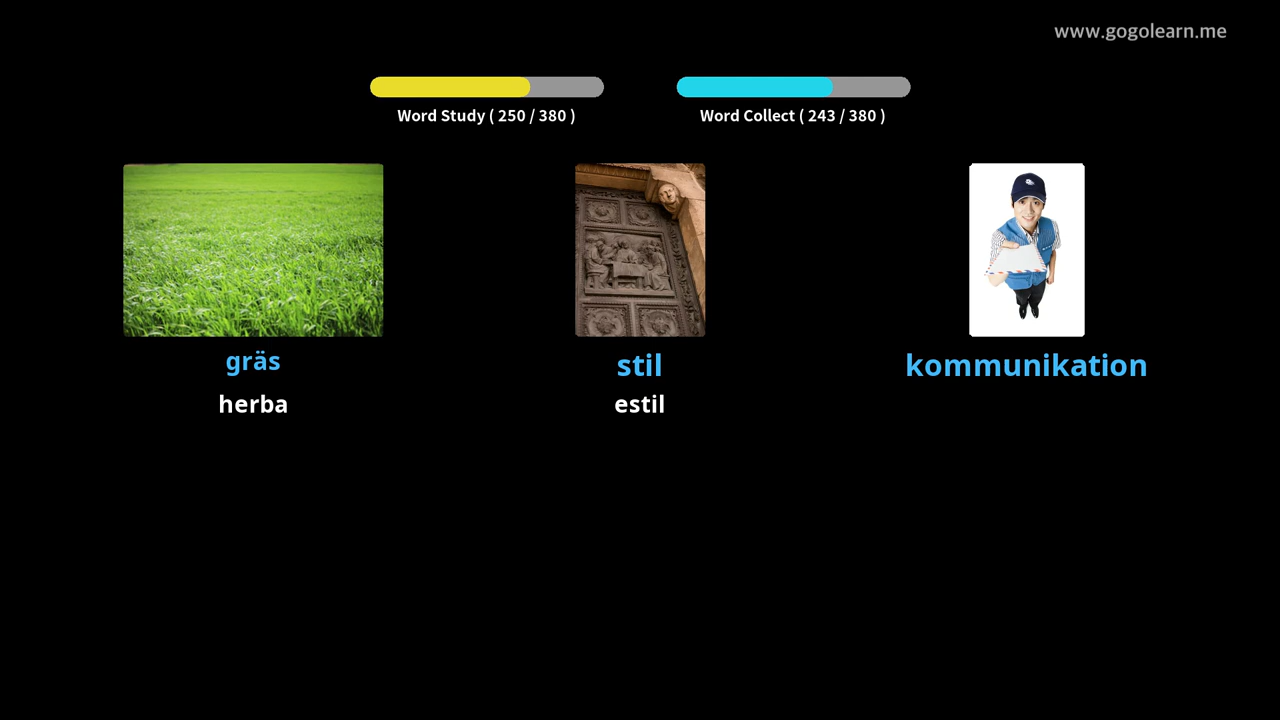 www.gogolearn.me
Word Study ( 250 / 380 )
Word Collect ( 243 / 380 )
gräs
stil
kommunikation
herba
estil